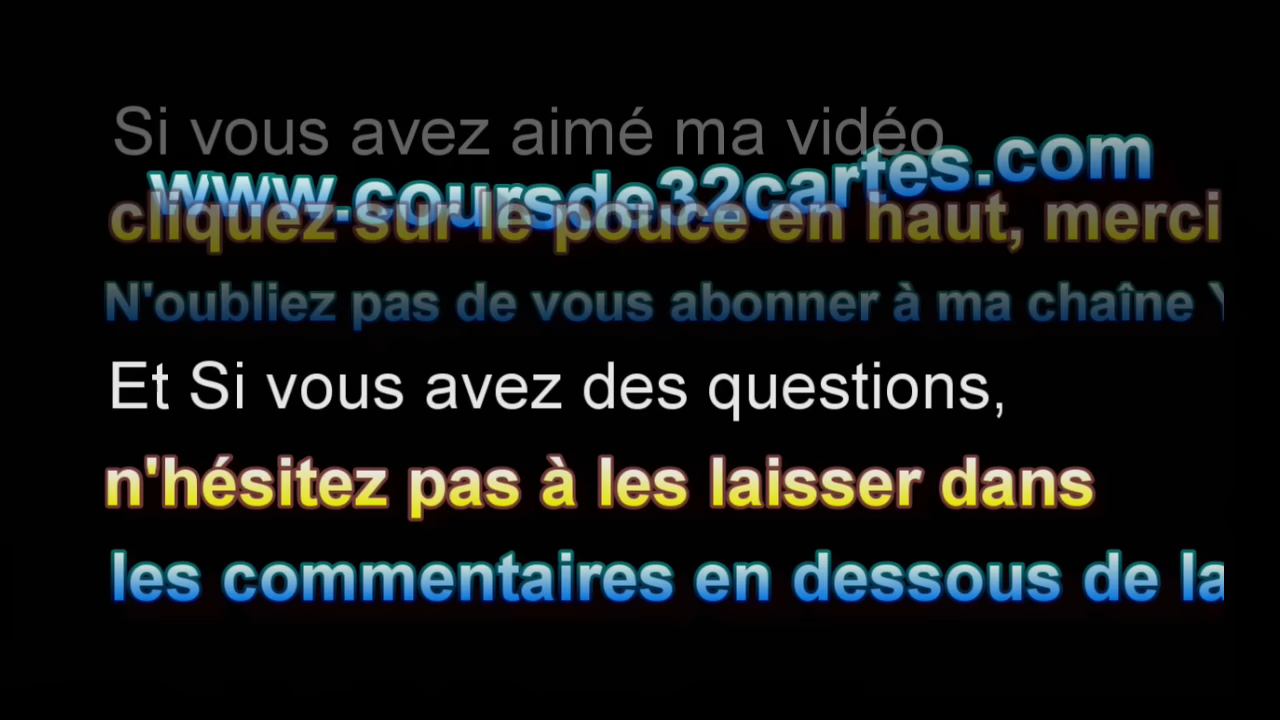 Si vous avez aimé ma vidéo
www.coursde32cartes.com
cliquez sur le pouce en haut, merci
N'oubliez pas de vous abonner à ma chaîne
Et Si vous avez des questions,
n'hésitez pas à les laisser dans
les commentaires en dessous de la